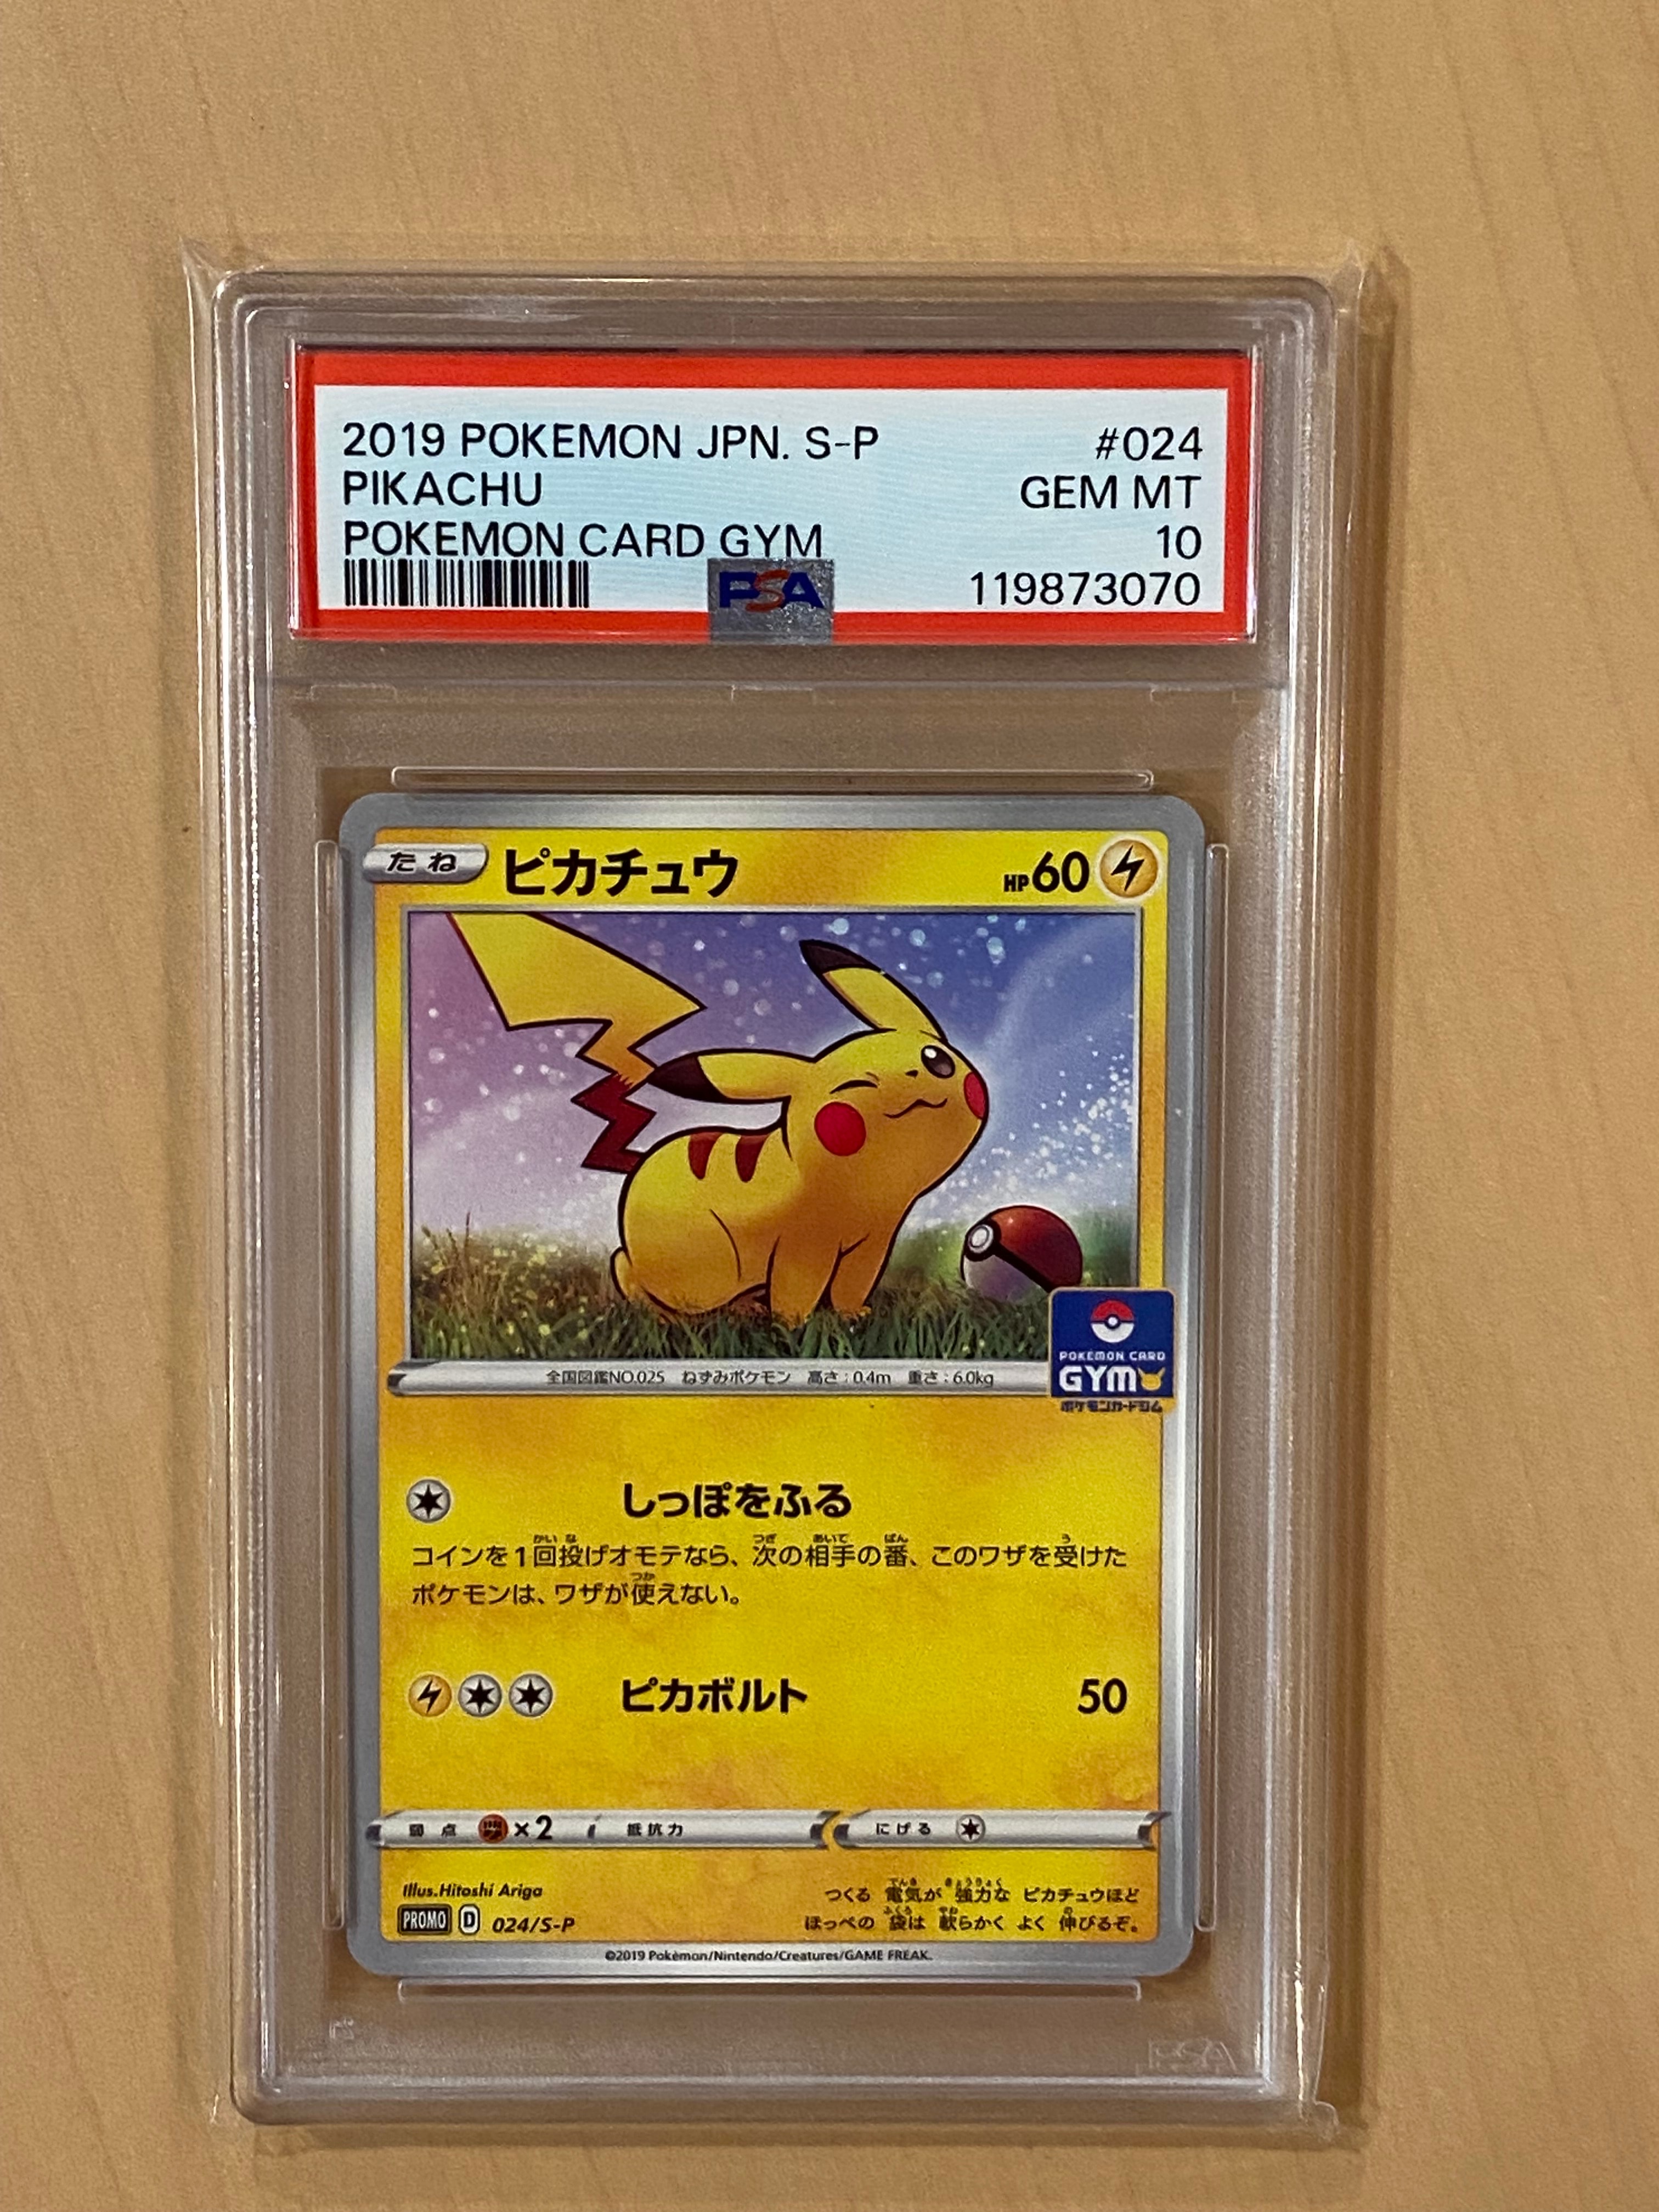 2019 POKEMON JPN. S-P #024
PIKACHU GEM MT
POKEMON CARD GYM 10
PSA 119873070
たね ピカチュウ HP60
全国図鑑NO.025 ねずみポケモン 高さ:0.4m 重さ:6.0kg
POKÉMON CARD
GYM
ポケモンカードジム
しっぽをふる
コインを1回投げオモテなら、次の相手の番、このワザを受けた
ポケモンは、ワザが使えない。
ピカボルト 50
弱点 ×2 抵抗力 にげる
Illus.Hitoshi Ariga
つくる 電気が 強力な ピカチュウほど
ほっぺの 袋は 軟らかく よく 伸びるぞ。
PROMO D 024/S-P
©2019 Pokémon/Nintendo/Creatures/GAME FREAK.
PSA